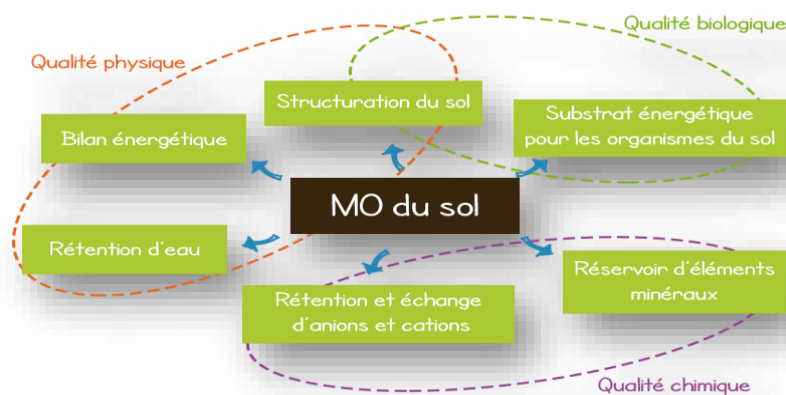 Qualité biologique
Qualité physique
Structuration du sol
Substrat énergétique
pour les organismes du sol
Bilan énergétique
MO du sol
Rétention d'eau
Réservoir d'éléments
minéraux
Rétention et échange
d'anions et cations
Qualité chimique